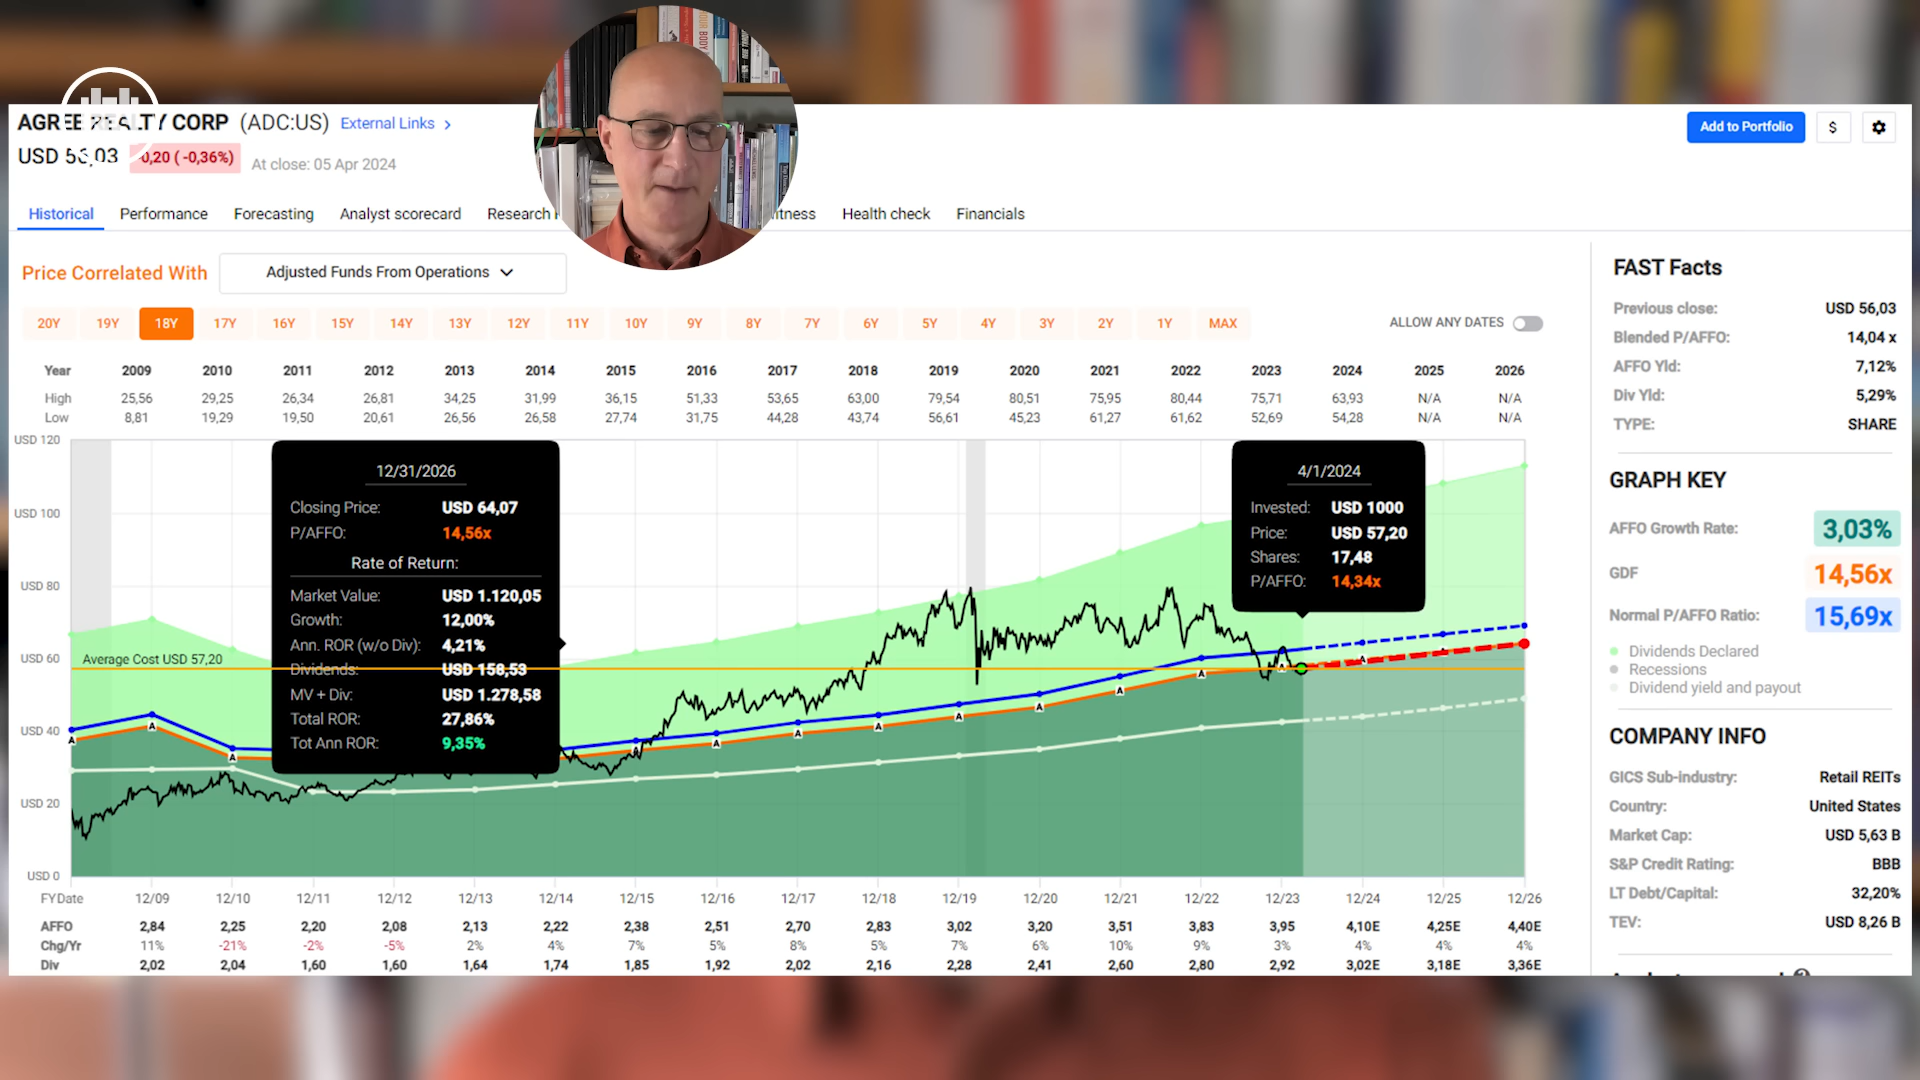 AGREE REALTY CORP (ADC:US) External Links >
USD 56,03 -0,20 ( -0,36%) At close: 05 Apr 2024
Add to Portfolio $
Historical Performance Forecasting Analyst scorecard Research Health check Financials
Price Correlated With Adjusted Funds From Operations
20Y 19Y 18Y 17Y 16Y 15Y 14Y 13Y 12Y 11Y 10Y 9Y 8Y 7Y 6Y 5Y 4Y 3Y 2Y 1Y MAX
ALLOW ANY DATES
Year 2009 2010 2011 2012 2013 2014 2015 2016 2017 2018 2019 2020 2021 2022 2023 2024 2025 2026
High 25,56 29,25 26,34 26,81 34,25 31,99 36,15 51,33 53,65 63,00 79,54 80,51 75,95 80,44 75,71 63,93 N/A N/A
Low 8,81 19,29 19,50 20,61 26,56 26,58 27,74 31,75 44,28 43,74 56,61 45,23 61,27 61,62 52,69 54,28 N/A N/A
USD 120
USD 100
USD 80
USD 60
USD 40
USD 20
USD 0
Average Cost USD 57,20
12/31/2026
Closing Price: USD 64,07
P/AFFO: 14,56x
Rate of Return:
Market Value: USD 1.120,05
Growth: 12,00%
Ann. ROR (w/o Div): 4,21%
Dividends: USD 158,53
MV + Div: USD 1.278,58
Total ROR: 27,86%
Tot Ann ROR: 9,35%
4/1/2024
Invested: USD 1000
Price: USD 57,20
Shares: 17,48
P/AFFO: 14,34x
FY Date 12/09 12/10 12/11 12/12 12/13 12/14 12/15 12/16 12/17 12/18 12/19 12/20 12/21 12/22 12/23 12/24 12/25 12/26
AFFO 2,84 2,25 2,20 2,08 2,13 2,22 2,38 2,51 2,70 2,83 3,02 3,20 3,51 3,83 3,95 4,10E 4,25E 4,40E
Chg/Yr 11% -21% -2% -5% 2% 4% 7% 5% 8% 5% 7% 6% 10% 9% 3% 4% 4% 4%
Div 2,02 2,04 1,60 1,60 1,64 1,74 1,85 1,92 2,02 2,16 2,28 2,41 2,60 2,80 2,92 3,02E 3,18E 3,36E
FAST Facts
Previous close: USD 56,03
Blended P/AFFO: 14,04 x
AFFO Yld: 7,12%
Div Yld: 5,29%
TYPE: SHARE
GRAPH KEY
AFFO Growth Rate: 3,03%
GDF 14,56x
Normal P/AFFO Ratio: 15,69x
Dividends Declared
Recessions
Dividend yield and payout
COMPANY INFO
GICS Sub-industry: Retail REITs
Country: United States
Market Cap: USD 5,63 B
S&P Credit Rating: BBB
LT Debt/Capital: 32,20%
TEV: USD 8,26 B